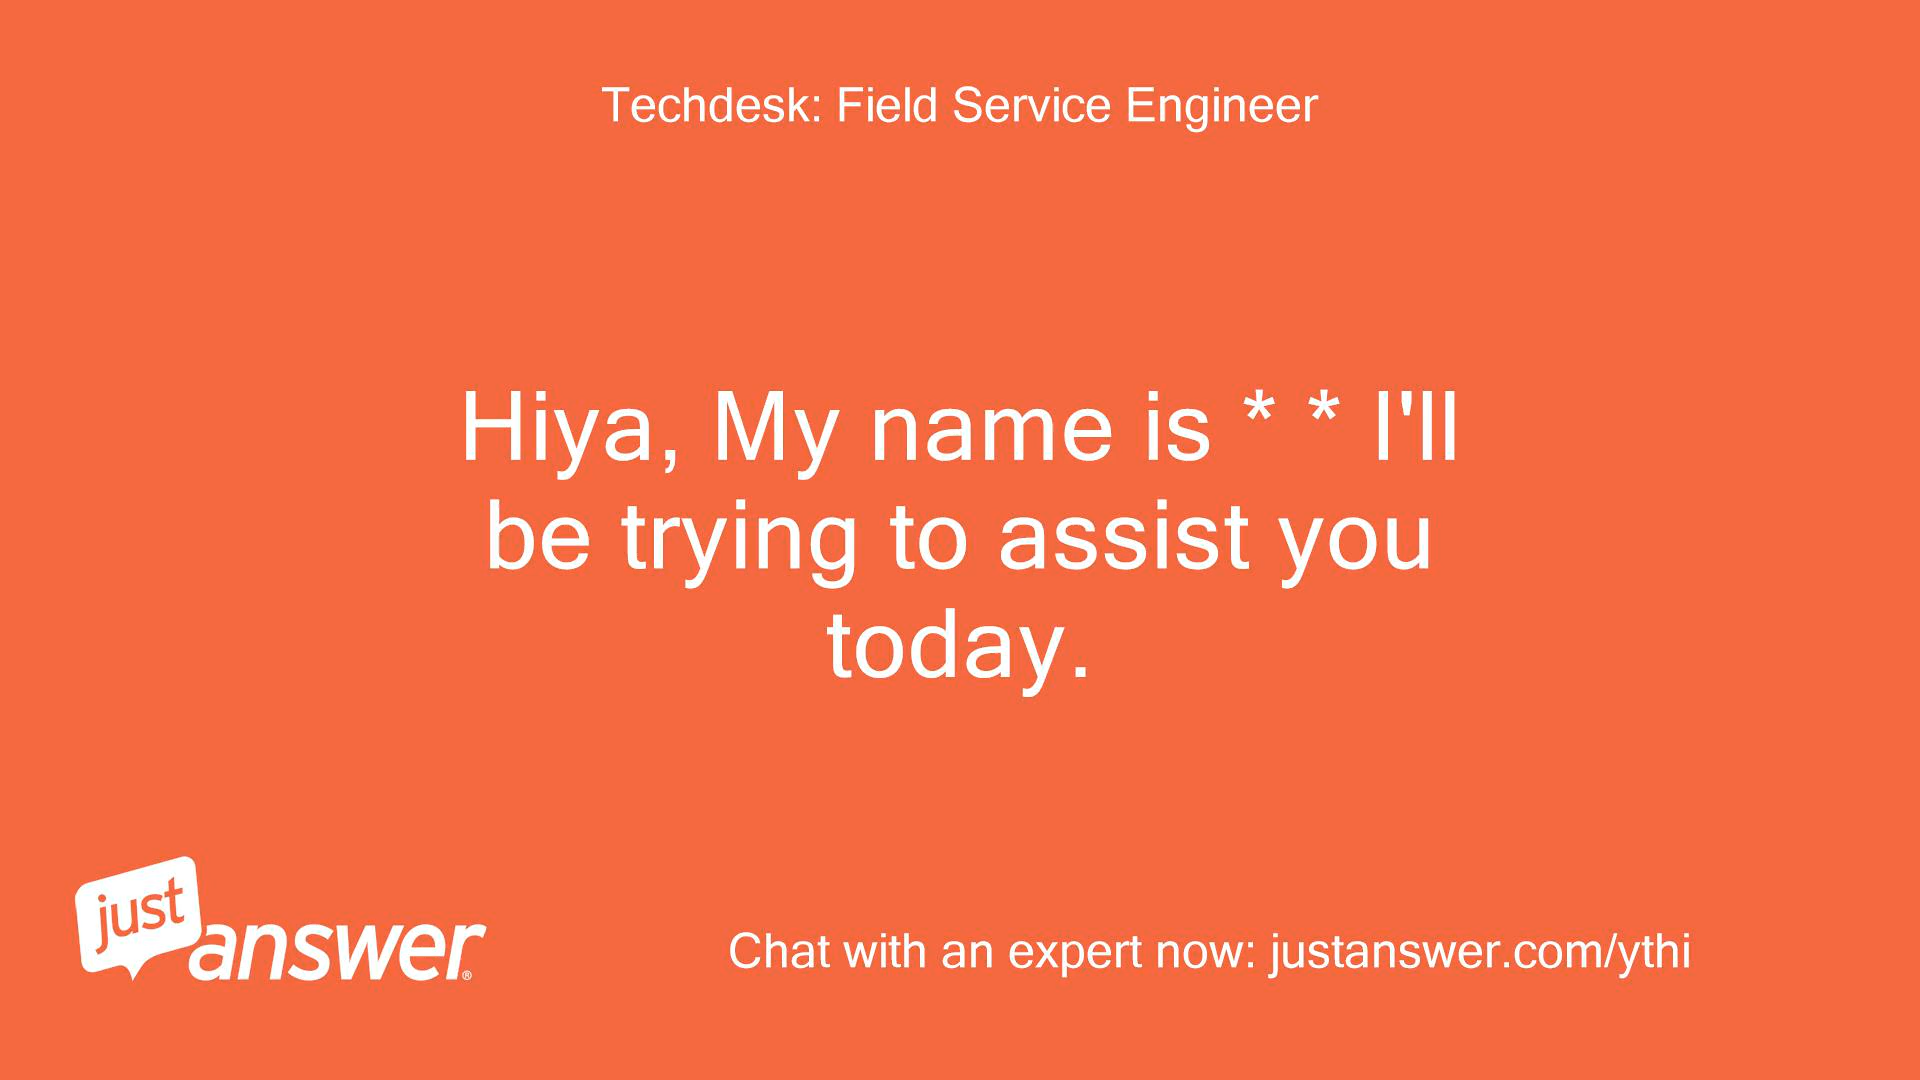 Techdesk: Field Service Engineer
Hiya, My name is * * I'll
be trying to assist you
today.
just
answer®
Chat with an expert now: justanswer.com/ythi